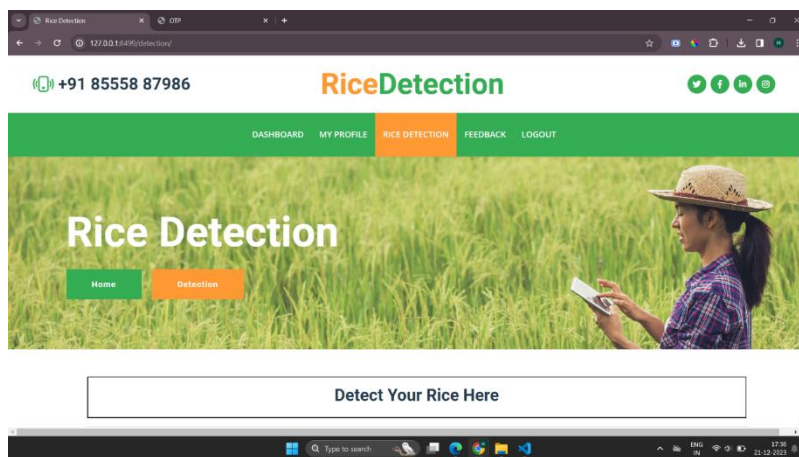 Rice Detection
OTP
127.0.0.1:8499/detection/
+91 85558 87986
RiceDetection
DASHBOARD MY PROFILE RICE DETECTION FEEDBACK LOGOUT
Rice Detection
Home Detection
Detect Your Rice Here
Type to search
ENG
IN
17:36
21-12-2023